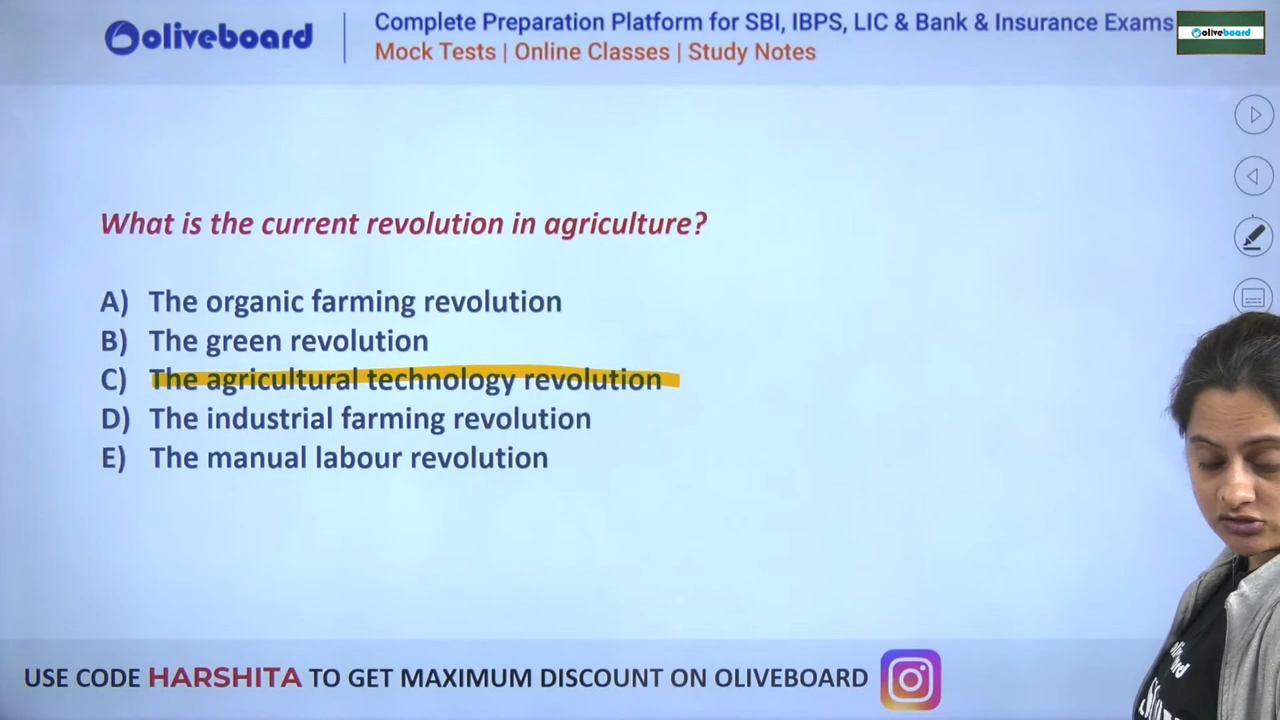 oliveboard
Complete Preparation Platform for SBI, IBPS, LIC & Bank & Insurance Exams
Mock Tests | Online Classes | Study Notes
oliveboard
What is the current revolution in agriculture?
A) The organic farming revolution
B) The green revolution
C) The agricultural technology revolution
D) The industrial farming revolution
E) The manual labour revolution
USE CODE HARSHITA TO GET MAXIMUM DISCOUNT ON OLIVEBOARD